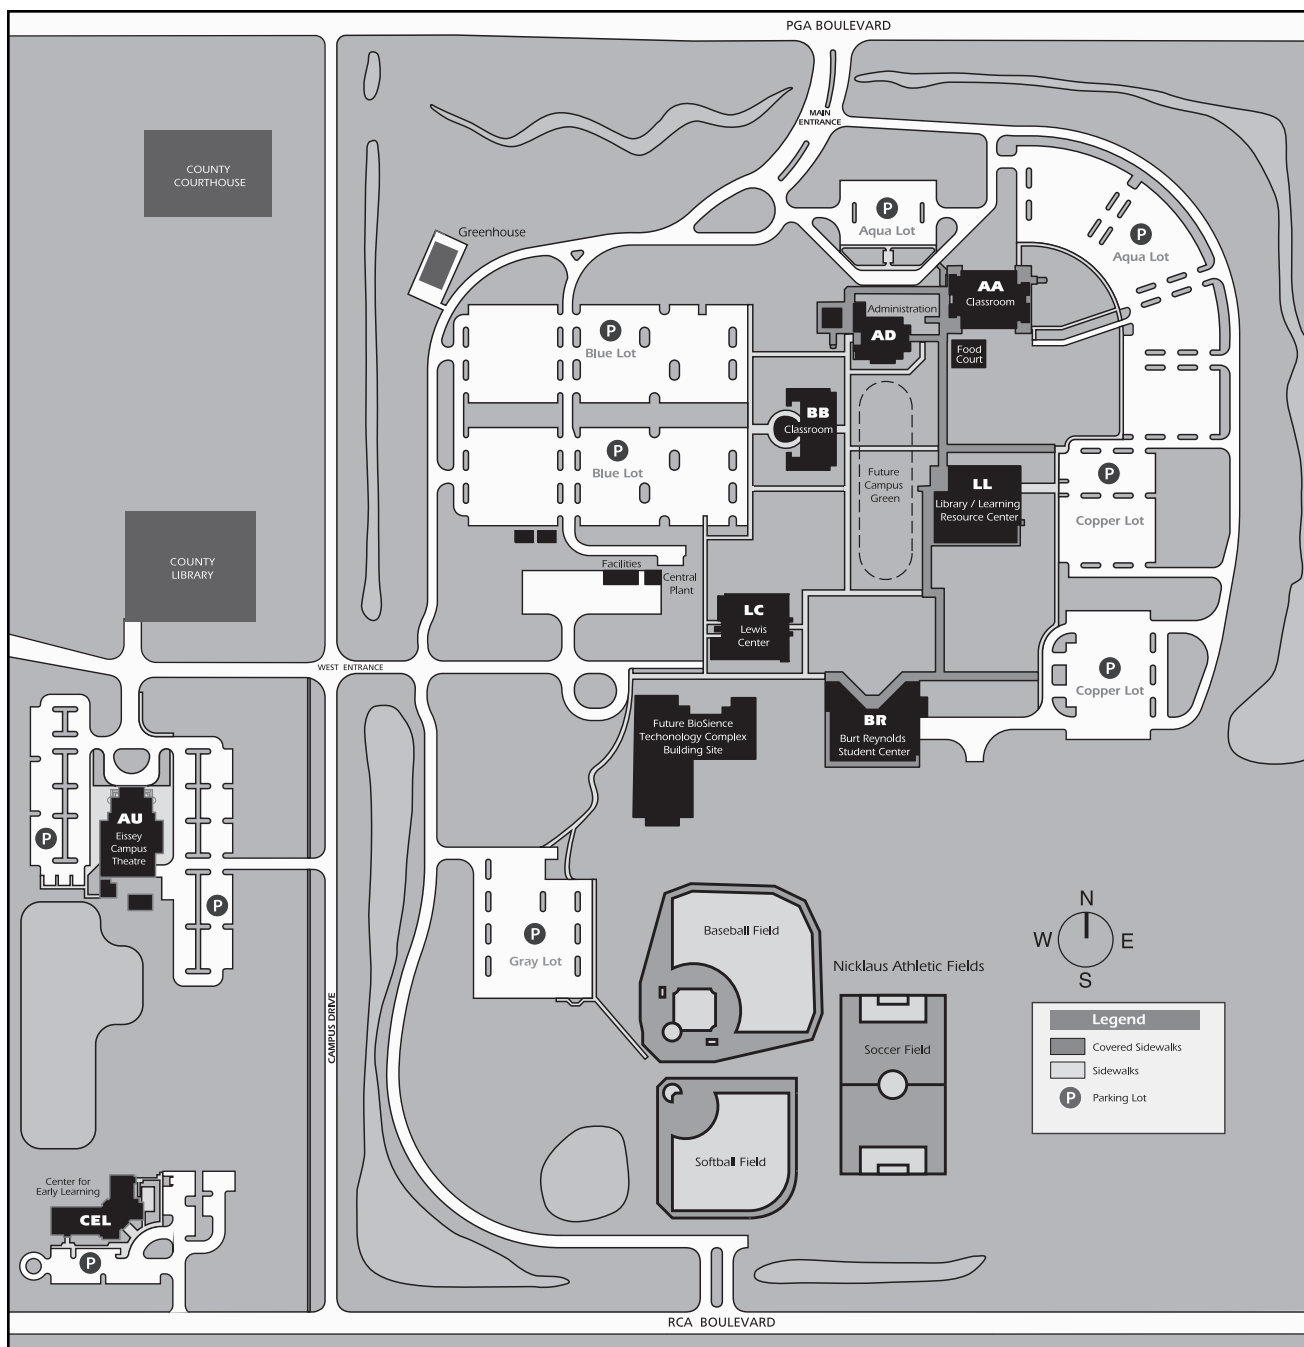 PGA BOULEVARD
MAIN
ENTRANCE
COUNTY
COURTHOUSE
P
Aqua Lot
P
Aqua Lot
Greenhouse
AA
Classroom
Administration
AD
Food
Court
P
Blue Lot
BB
Classroom
P
Blue Lot
Future
Campus
Green
LL
Library / Learning
Resource Center
P
Copper Lot
COUNTY
LIBRARY
Facilities
Central
Plant
LC
Lewis
Center
WEST ENTRANCE
P
Copper Lot
Future BioSience
Techonology Complex
Building Site
BR
Burt Reynolds
Student Center
AU
Eissey
Campus
Theatre
P
P
P
Gray Lot
Baseball Field
Nicklaus Athletic Fields
N
W
E
S
CAMPUS DRIVE
Soccer Field
Legend
Covered Sidewalks
Sidewalks
P
Parking Lot
Softball Field
Center for
Early Learning
CEL
P
RCA BOULEVARD